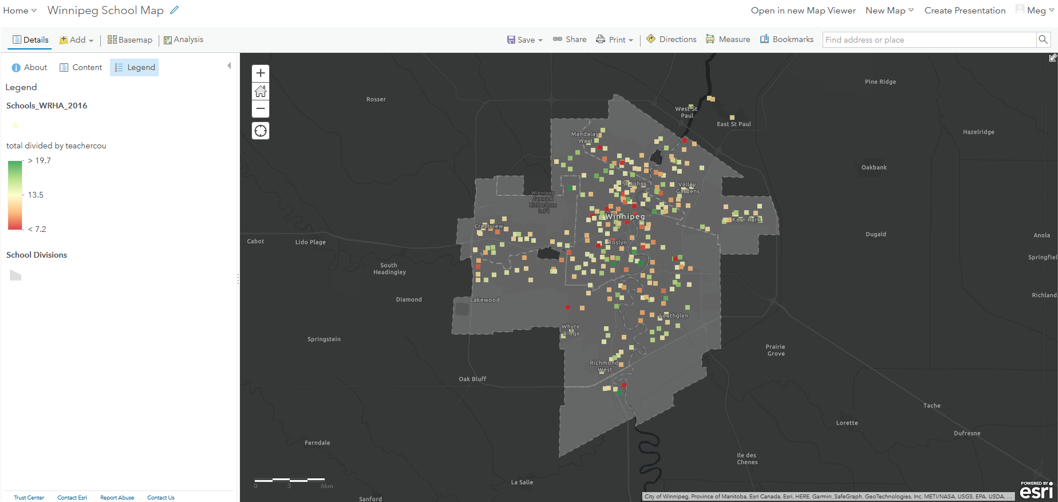 Home
Winnipeg School Map
Open in new Map Viewer
New Map
Create Presentation
Meg
Details
Add
Basemap
Analysis
Save
Share
Print
Directions
Measure
Bookmarks
Find address or place
About
Content
Legend
Legend
Schools_WRHA_2016
total divided by teachercou
> 19.7
13.5
< 7.2
School Divisions
Trust Center
Contact Esri
Report Abuse
Contact Us
Pine Ridge
Rosser
West St
Paul
East St Paul
Hazelridge
Mandalay
West
Oakbank
Valley
Gardens
Winnipeg
Dugald
Anola
Cabot
Lido Plage
Springfiel
South
Headingley
Richland
Diamond
Lakewood
Southglen
Whyte
Ridge
Springstein
Prairie
Grove
Richmond
West
Oak Bluff
Tache
Lorette
Dufresne
Ferndale
Ile des
Chenes
La Salle
Sanford
City of Winnipeg, Province of Manitoba, Esri Canada, Esri, HERE, Garmin, SafeGraph, GeoTechnologies, Inc, METI/NASA, USGS, EPA, USDA, ...
POWERED BY
esri